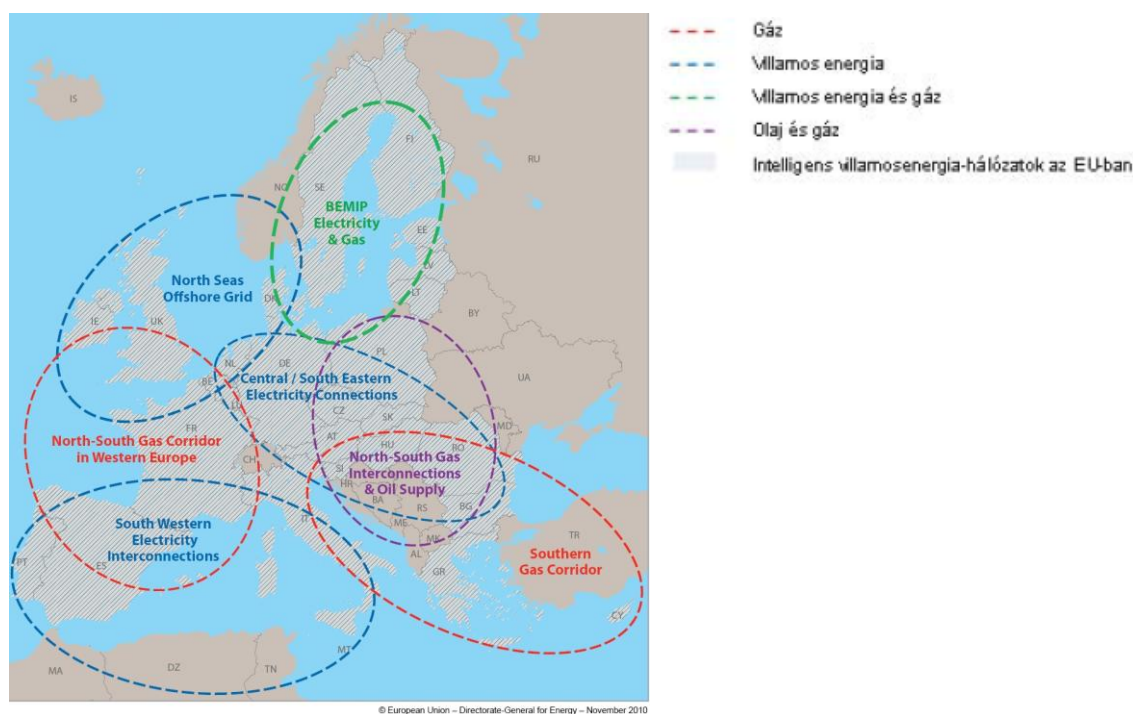 IS
RU
NO
SE
FI
BEMIP
Electricity
& Gas
EE
LV
LT
North Seas
Offshore Grid
DK
IE
UK
BY
PL
NL
DE
BE
Central / South Eastern
Electricity Connections
LU
UA
CZ
SK
FR
AT
MD
HU
RO
North-South Gas Corridor
in Western Europe
CH
SI
North-South Gas
Interconnections
& Oil Supply
HR
BA
RS
BG
IT
ME
MK
AL
South Western
Electricity
Interconnections
PT
ES
TR
Southern
Gas Corridor
GR
CY
MT
MA
DZ
TN
© European Union – Directorate-General for Energy – November 2010
Gáz
Villamos energia
Villamos energia és gáz
Olaj és gáz
Intelligens villamosenergia-hálózatok az EU-ban